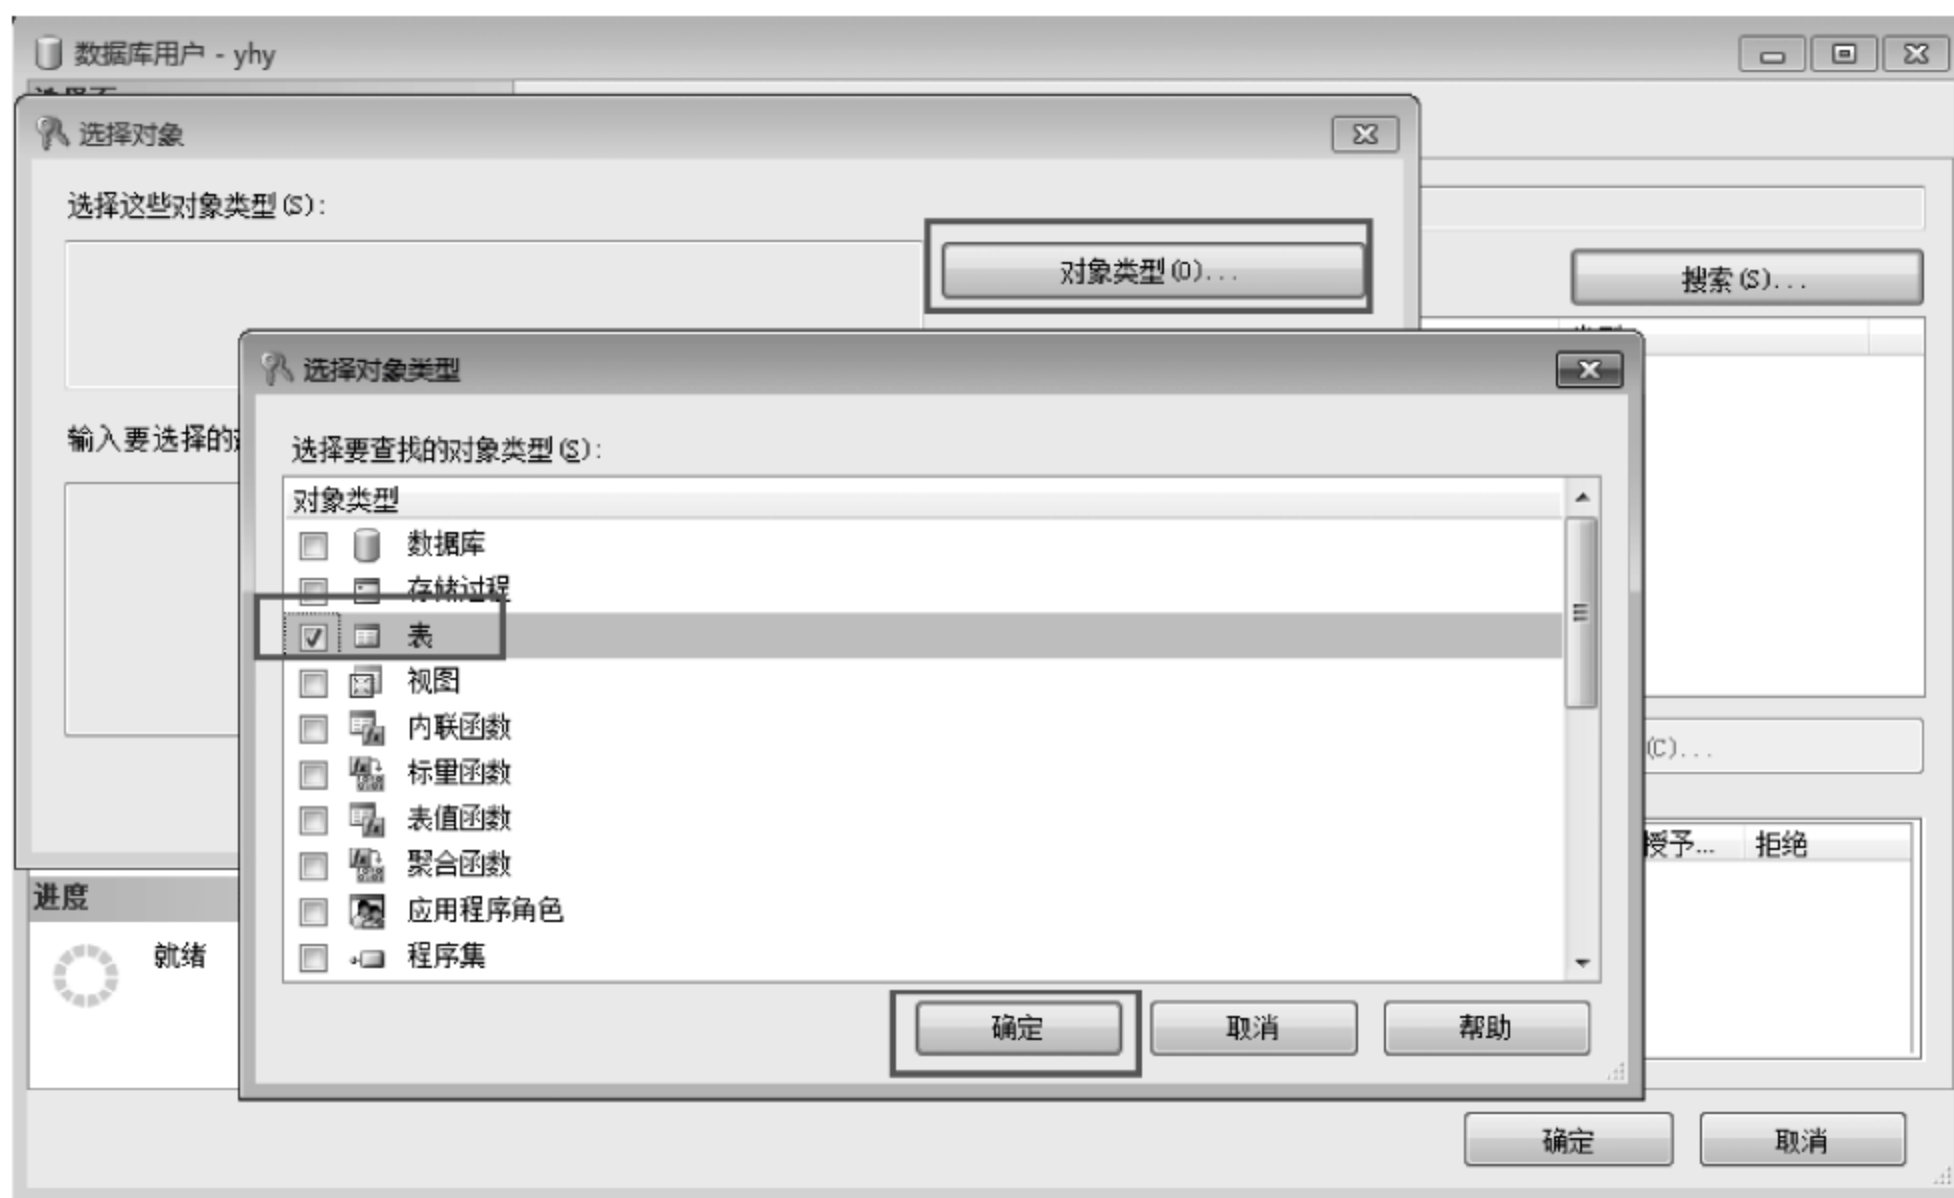 数据库用户 - yhy
选择对象
选择这些对象类型(S):
对象类型(O)...
搜索(S)...
选择对象类型
输入要选择的
选择要查找的对象类型(S):
对象类型
数据库
存储过程
表
视图
内联函数
标量函数
表值函数
聚合函数
应用程序角色
程序集
(C)...
授予... 拒绝
进度
就绪
确定 取消 帮助
确定 取消